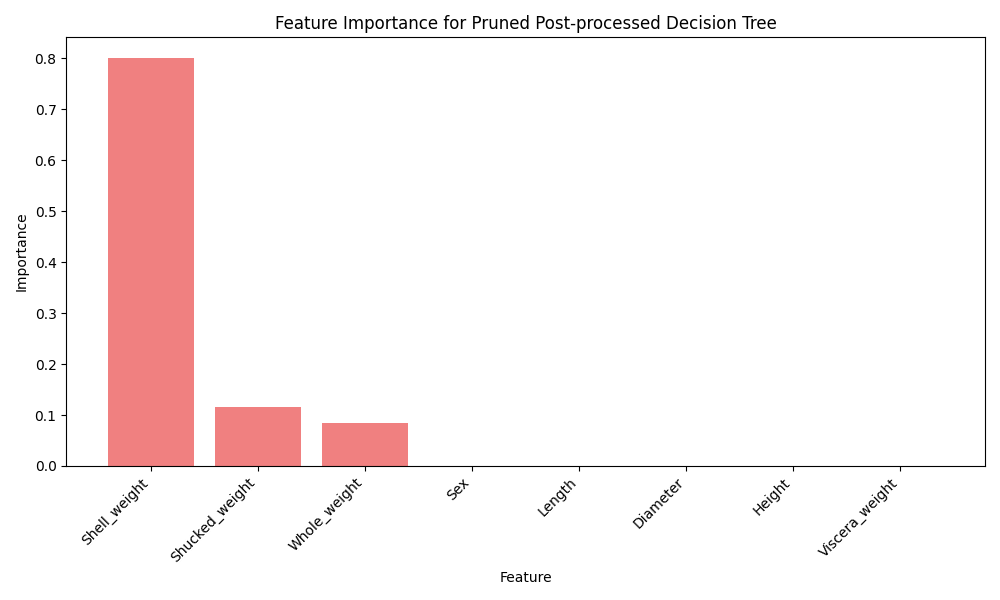 Feature Importance for Pruned Post-processed Decision Tree
0.8
0.7
0.6
0.5
0.4
0.3
0.2
0.1
0.0
Importance
Shell_weight
Shucked_weight
Whole_weight
Sex
Length
Diameter
Height
Viscera_weight
Feature